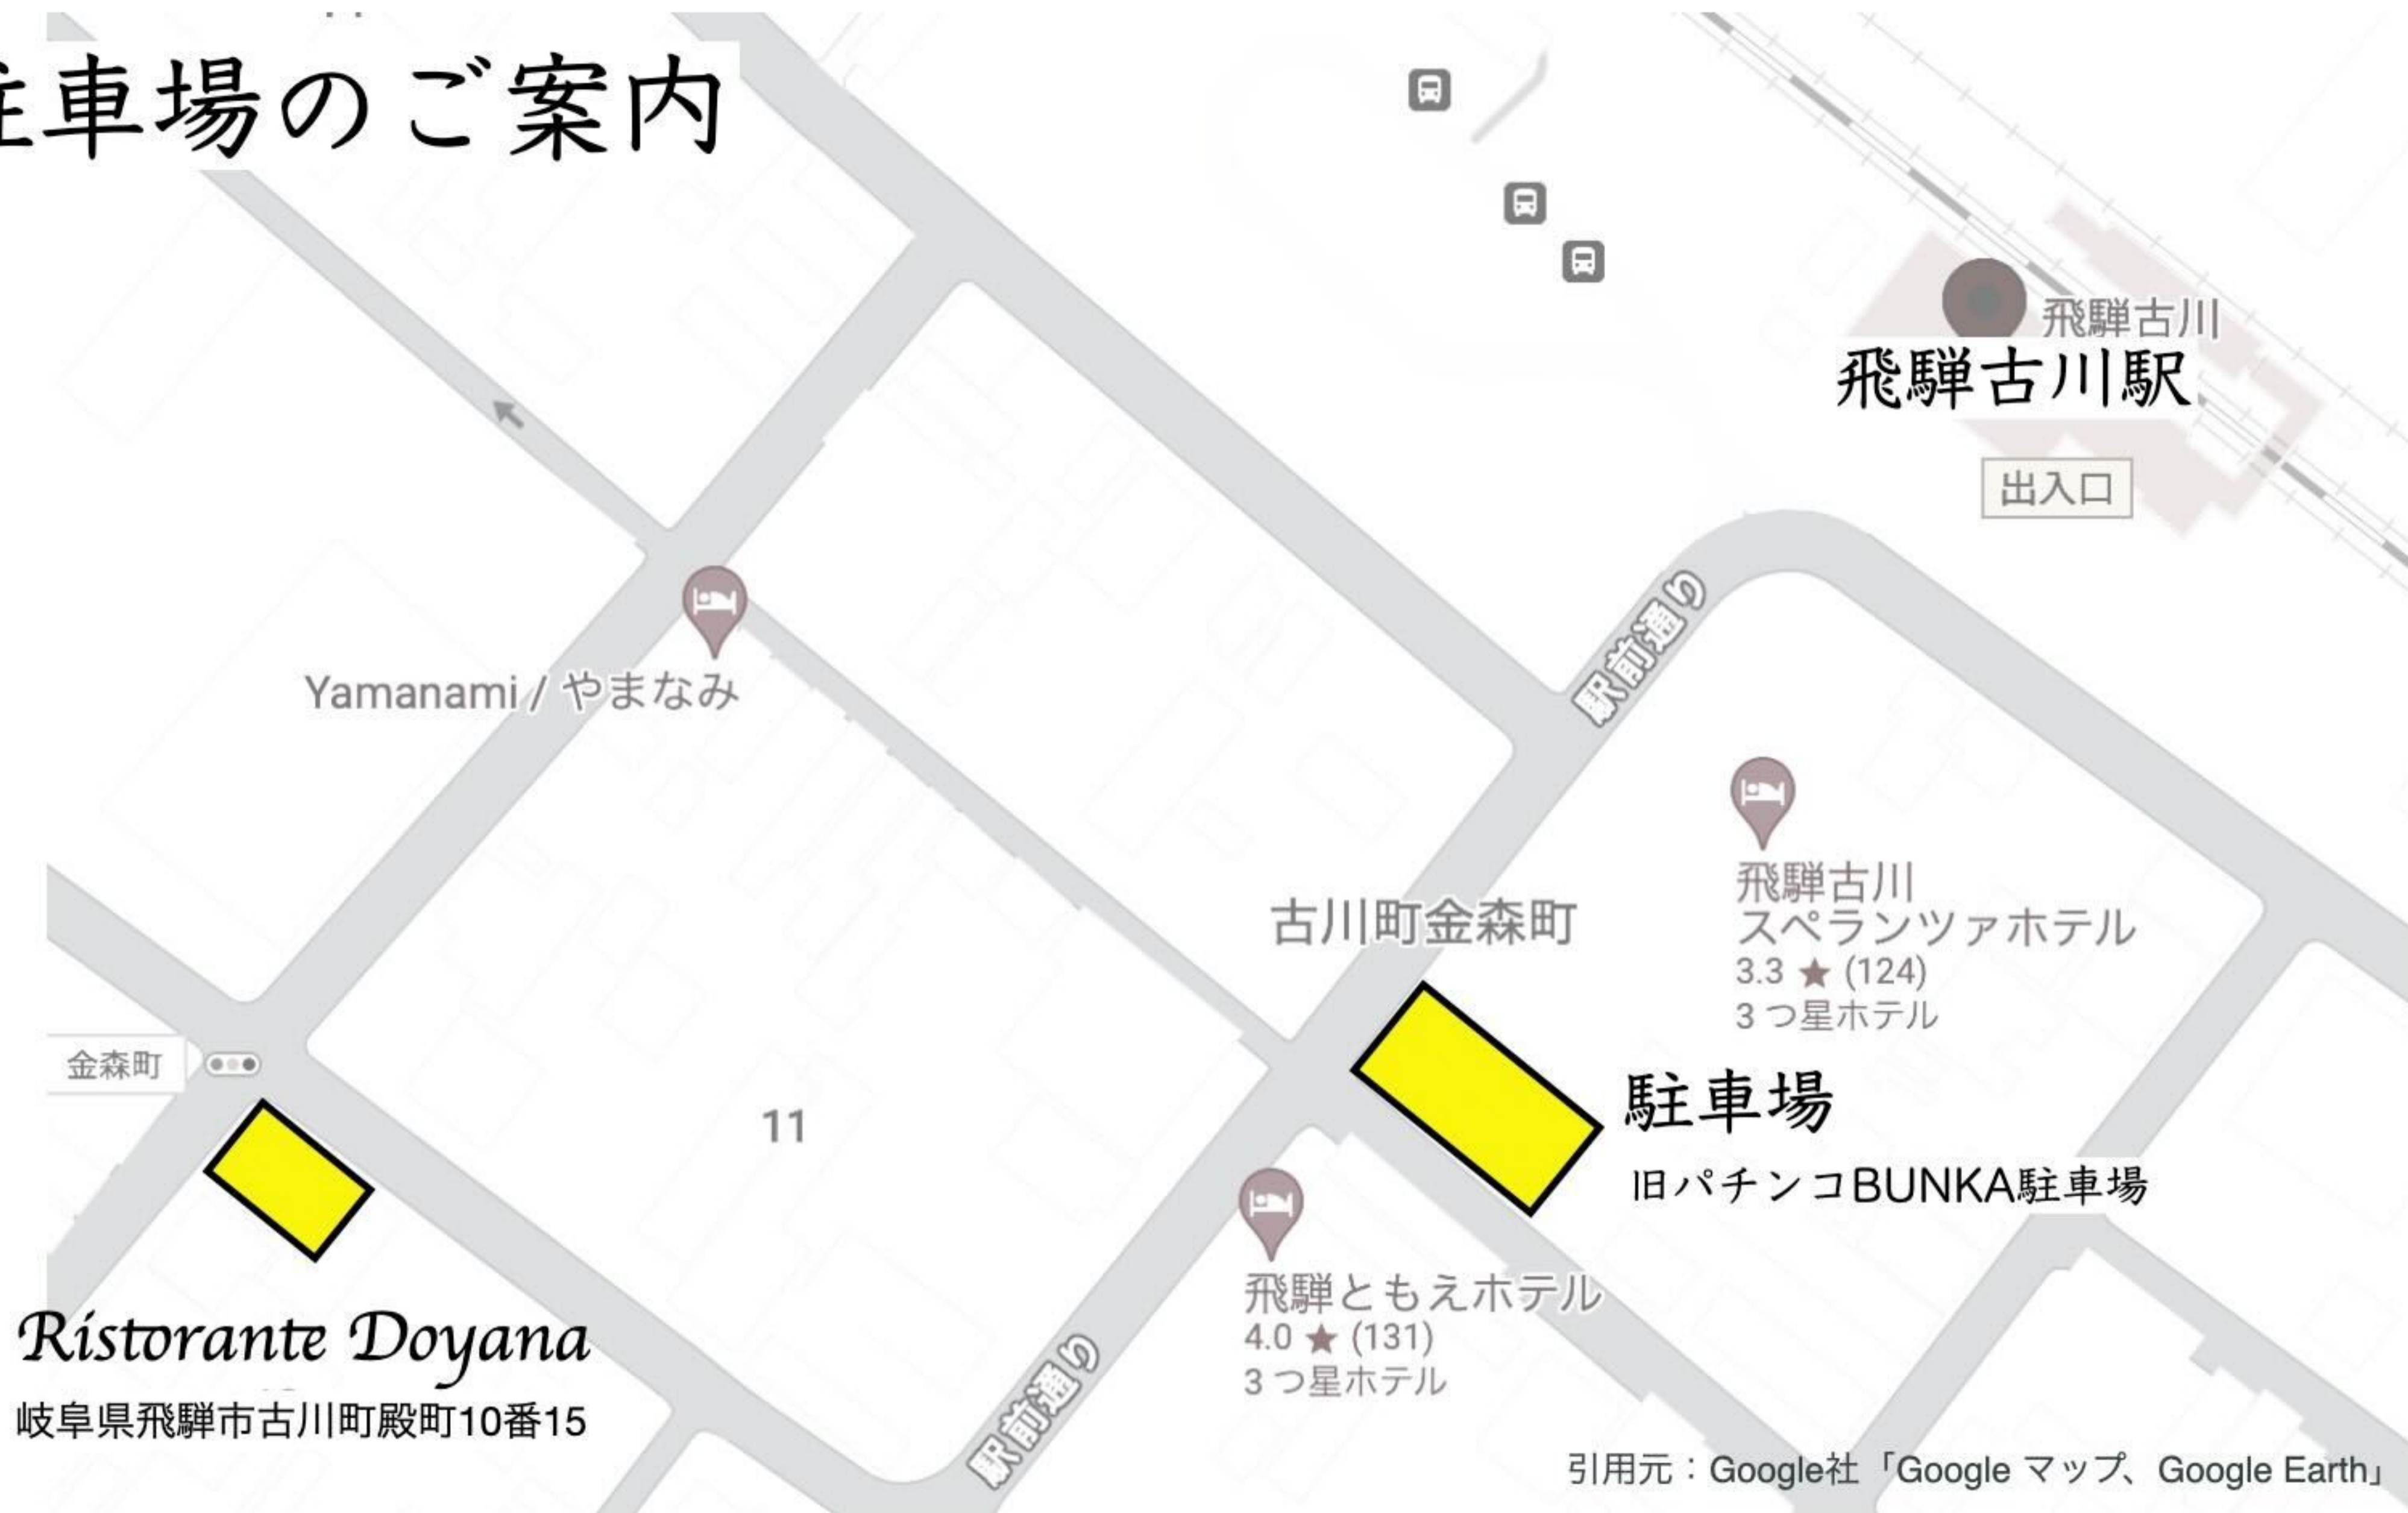 車場のご案内
飛騨古川
飛騨古川駅
出入口
駅前通り
Yamanami / やまなみ
古川町金森町
飛騨古川
スペランツァホテル
3.3 ★ (124)
3 つ星ホテル
金森町
11
駐車場
旧パチンコBUNKA駐車場
飛騨ともえホテル
4.0 ★ (131)
3 つ星ホテル
駅前通り
Ristorante Doyana
岐阜県飛騨市古川町殿町10番15
引用元：Google社「Google マップ、Google Earth」